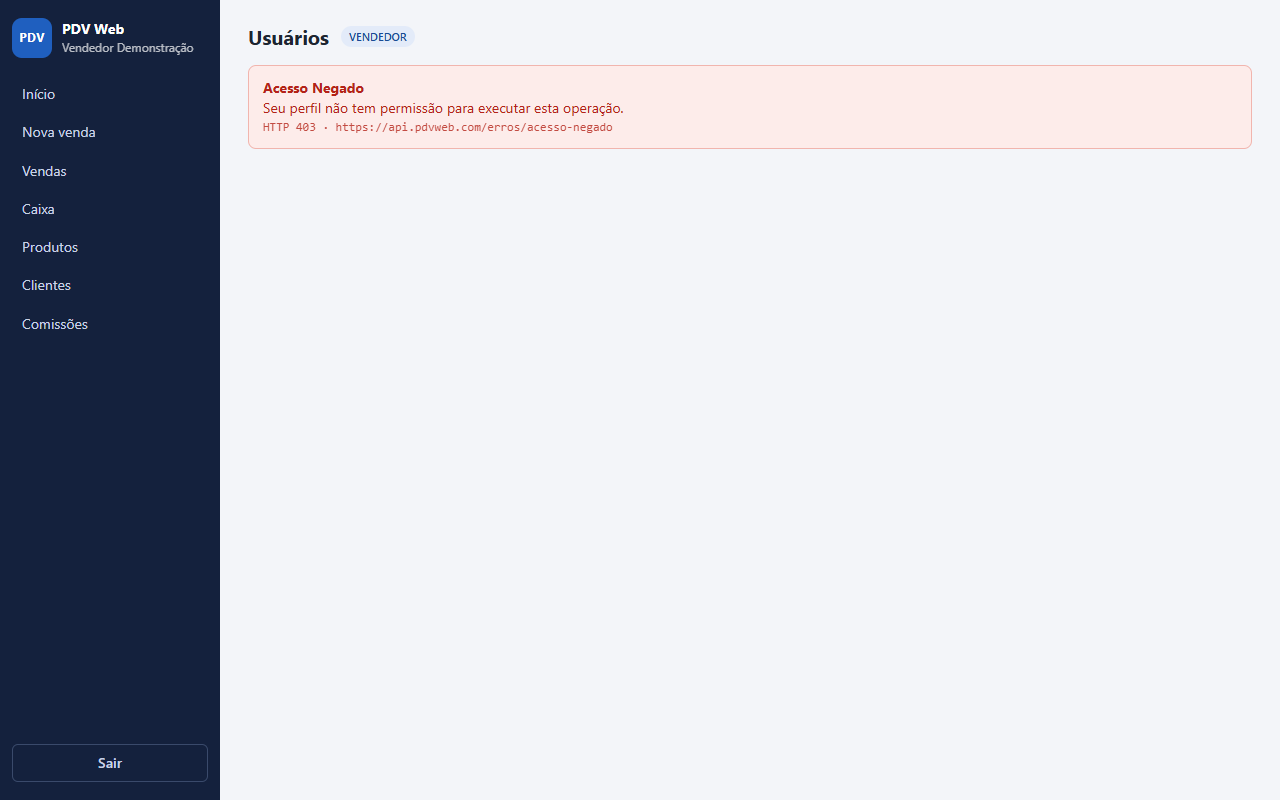 PDV
PDV Web
Vendedor Demonstração
Início
Nova venda
Vendas
Caixa
Produtos
Clientes
Comissões
Sair
Usuários
VENDEDOR
Acesso Negado
Seu perfil não tem permissão para executar esta operação.
HTTP 403 · https://api.pdvweb.com/erros/acesso-negado